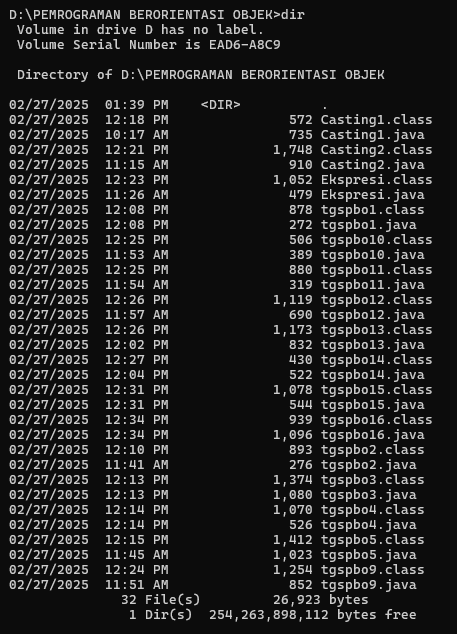 D:\PEMROGRAMAN BERORIENTASI OBJEK>dir
 Volume in drive D has no label.
 Volume Serial Number is EAD6-A8C9

 Directory of D:\PEMROGRAMAN BERORIENTASI OBJEK

02/27/2025  01:39 PM    <DIR>          .
02/27/2025  12:18 PM               572 Casting1.class
02/27/2025  10:17 AM               735 Casting1.java
02/27/2025  12:21 PM             1,748 Casting2.class
02/27/2025  11:15 AM               910 Casting2.java
02/27/2025  12:23 PM             1,052 Ekspresi.class
02/27/2025  11:26 AM               479 Ekspresi.java
02/27/2025  12:08 PM               878 tgspbo1.class
02/27/2025  12:08 PM               272 tgspbo1.java
02/27/2025  12:25 PM               506 tgspbo10.class
02/27/2025  11:53 AM               389 tgspbo10.java
02/27/2025  12:25 PM               880 tgspbo11.class
02/27/2025  11:54 AM               319 tgspbo11.java
02/27/2025  12:26 PM             1,119 tgspbo12.class
02/27/2025  11:57 AM               690 tgspbo12.java
02/27/2025  12:26 PM             1,173 tgspbo13.class
02/27/2025  12:02 PM               832 tgspbo13.java
02/27/2025  12:27 PM               430 tgspbo14.class
02/27/2025  12:04 PM               522 tgspbo14.java
02/27/2025  12:31 PM             1,078 tgspbo15.class
02/27/2025  12:31 PM               544 tgspbo15.java
02/27/2025  12:34 PM               939 tgspbo16.class
02/27/2025  12:34 PM             1,096 tgspbo16.java
02/27/2025  12:10 PM               893 tgspbo2.class
02/27/2025  11:41 AM               276 tgspbo2.java
02/27/2025  12:13 PM             1,374 tgspbo3.class
02/27/2025  12:13 PM             1,080 tgspbo3.java
02/27/2025  12:14 PM             1,070 tgspbo4.class
02/27/2025  12:14 PM               526 tgspbo4.java
02/27/2025  12:15 PM             1,412 tgspbo5.class
02/27/2025  11:45 AM             1,023 tgspbo5.java
02/27/2025  12:24 PM             1,254 tgspbo9.class
02/27/2025  11:51 AM               852 tgspbo9.java
              32 File(s)         26,923 bytes
               1 Dir(s)  254,263,898,112 bytes free